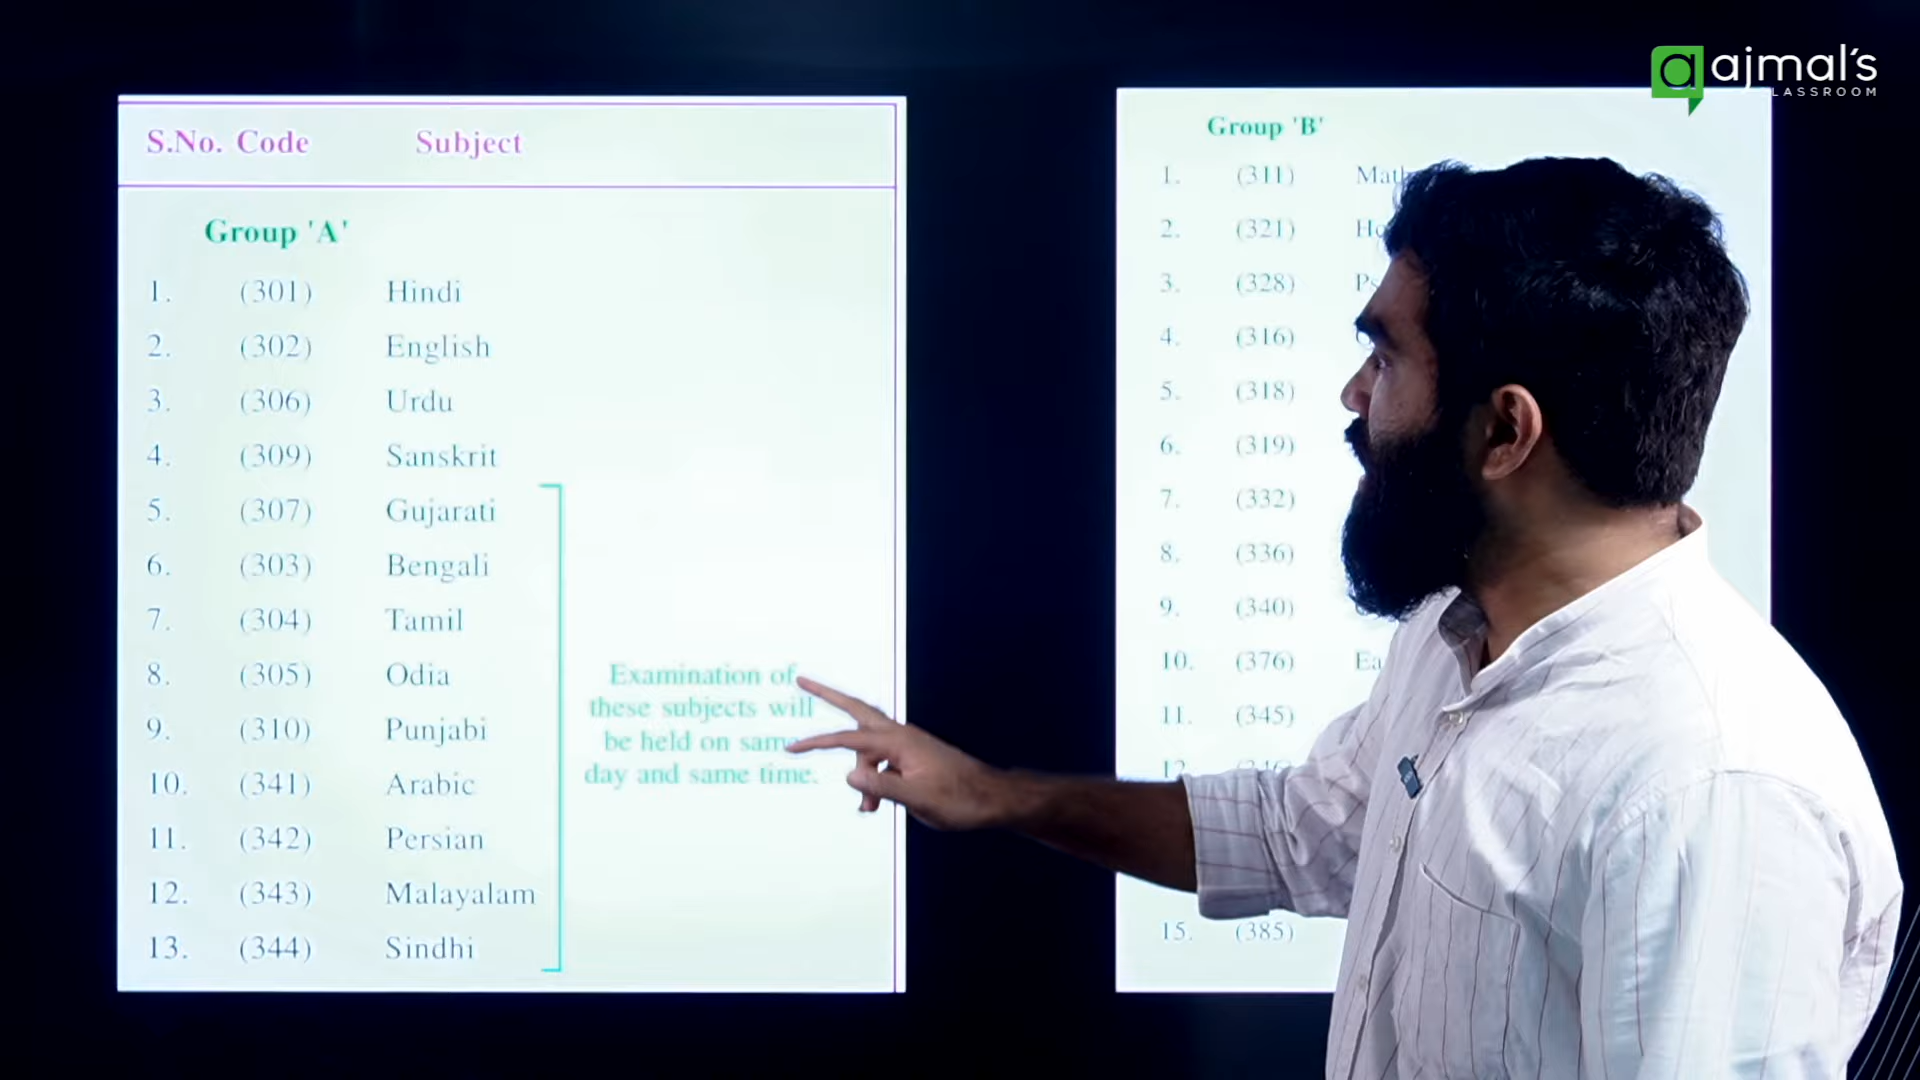 ajmal's
LASSROOM
S.No. Code Subject
Group 'A'
1. (301) Hindi
2. (302) English
3. (306) Urdu
4. (309) Sanskrit
5. (307) Gujarati
6. (303) Bengali
7. (304) Tamil
8. (305) Odia
9. (310) Punjabi
10. (341) Arabic
11. (342) Persian
12. (343) Malayalam
13. (344) Sindhi
Examination of
these subjects will
be held on same
day and same time.
Group 'B'
1. (311)
2. (321)
3. (328)
4. (316)
5. (318)
6. (319)
7. (332)
8. (336)
9. (340)
10. (376)
11. (345)
12. (346)
15. (385)